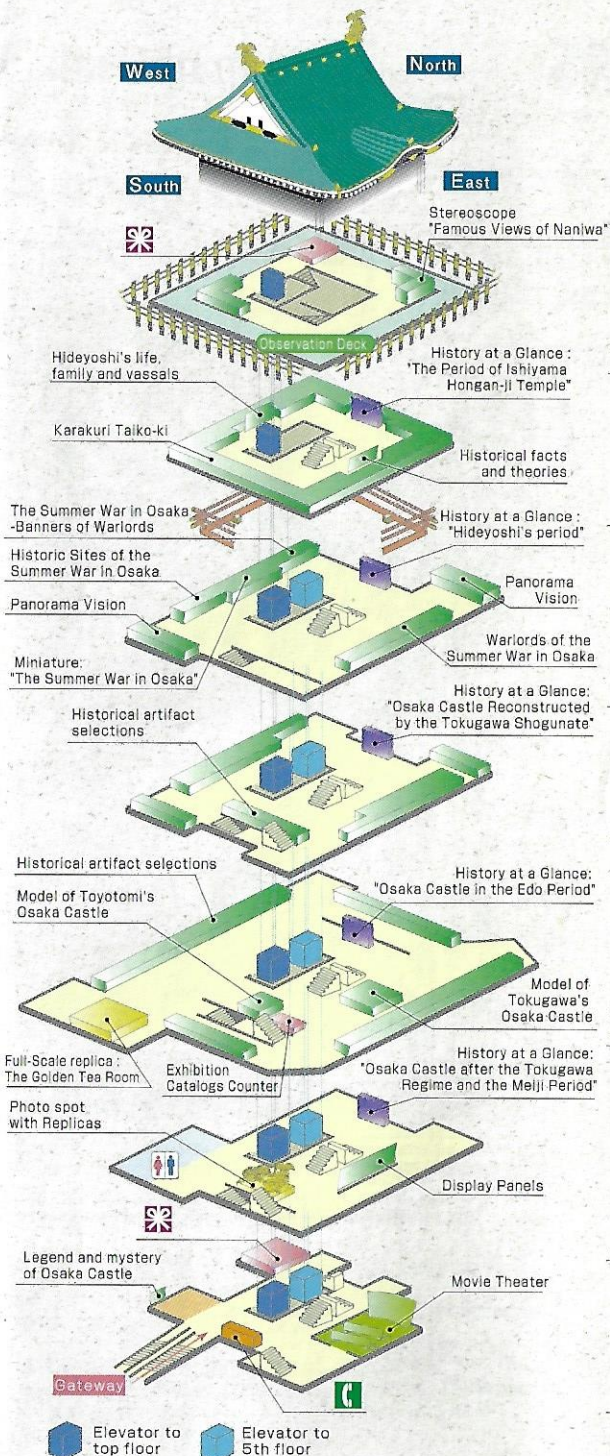 West
North
South
East
Stereoscope
"Famous Views of Naniwa"
Observation Deck
Hideyoshi's life,
family and vassals
History at a Glance :
"The Period of Ishiyama
Hongan-ji Temple"
Karakuri Taiko-ki
Historical facts
and theories
The Summer War in Osaka
-Banners of Warlords
History at a Glance :
"Hideyoshi's period"
Historic Sites of the
Summer War in Osaka
Panorama
Vision
Panorama Vision
Warlords of the
Summer War in Osaka
Miniature:
"The Summer War in Osaka"
History at a Glance:
"Osaka Castle Reconstructed
by the Tokugawa Shogunate"
Historical artifact
selections
Historical artifact selections
History at a Glance:
"Osaka Castle in the Edo Period"
Model of Toyotomi's
Osaka Castle
Model of
Tokugawa's
Osaka Castle
Full-Scale replica :
The Golden Tea Room
Exhibition
Catalogs Counter
History at a Glance:
"Osaka Castle after the Tokugawa
Regime and the Meiji Period"
Photo spot
with Replicas
Display Panels
Legend and mystery
of Osaka Castle
Movie Theater
Gateway
Elevator to
top floor
Elevator to
5th floor